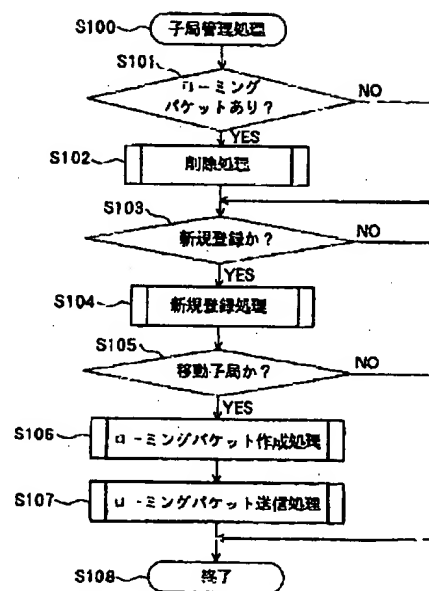 S100
子局管理処理
S101
ローミング
パケットあり?
NO
YES
S102
削除処理
S103
新規登録か?
NO
YES
S104
新規登録処理
S105
移動子局か?
NO
YES
S106
ローミングパケット作成処理
S107
ローミングパケット送信処理
S108
終了